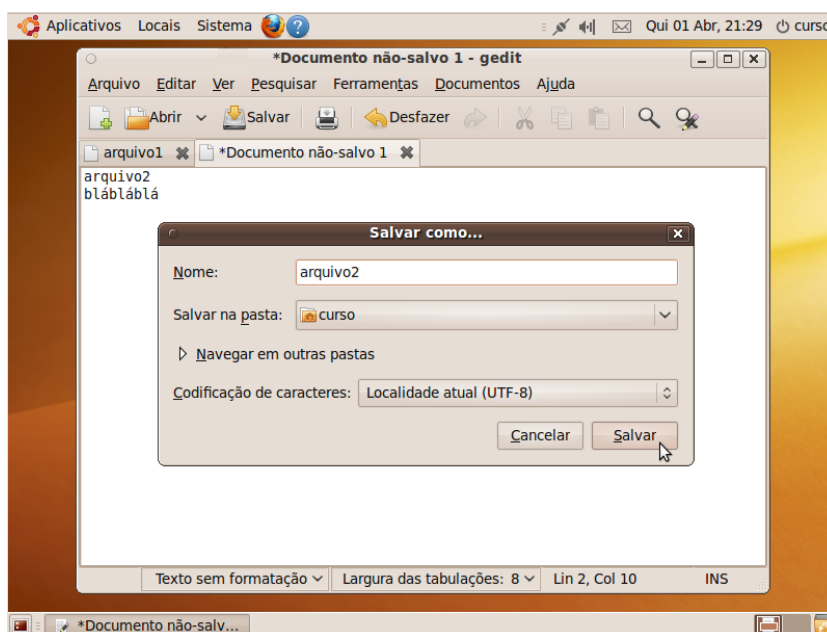 Aplicativos Locais Sistema ? Qui 01 Abr, 21:29 curso
*Documento não-salvo 1 - gedit
Arquivo Editar Ver Pesquisar Ferramentas Documentos Ajuda
Abrir Salvar Desfazer
arquivo1 *Documento não-salvo 1
arquivo2
blábláblá
Salvar como...
Nome: arquivo2
Salvar na pasta: curso
Navegar em outras pastas
Codificação de caracteres: Localidade atual (UTF-8)
Cancelar Salvar
Texto sem formatação Largura das tabulações: 8 Lin 2, Col 10 INS
*Documento não-salv...